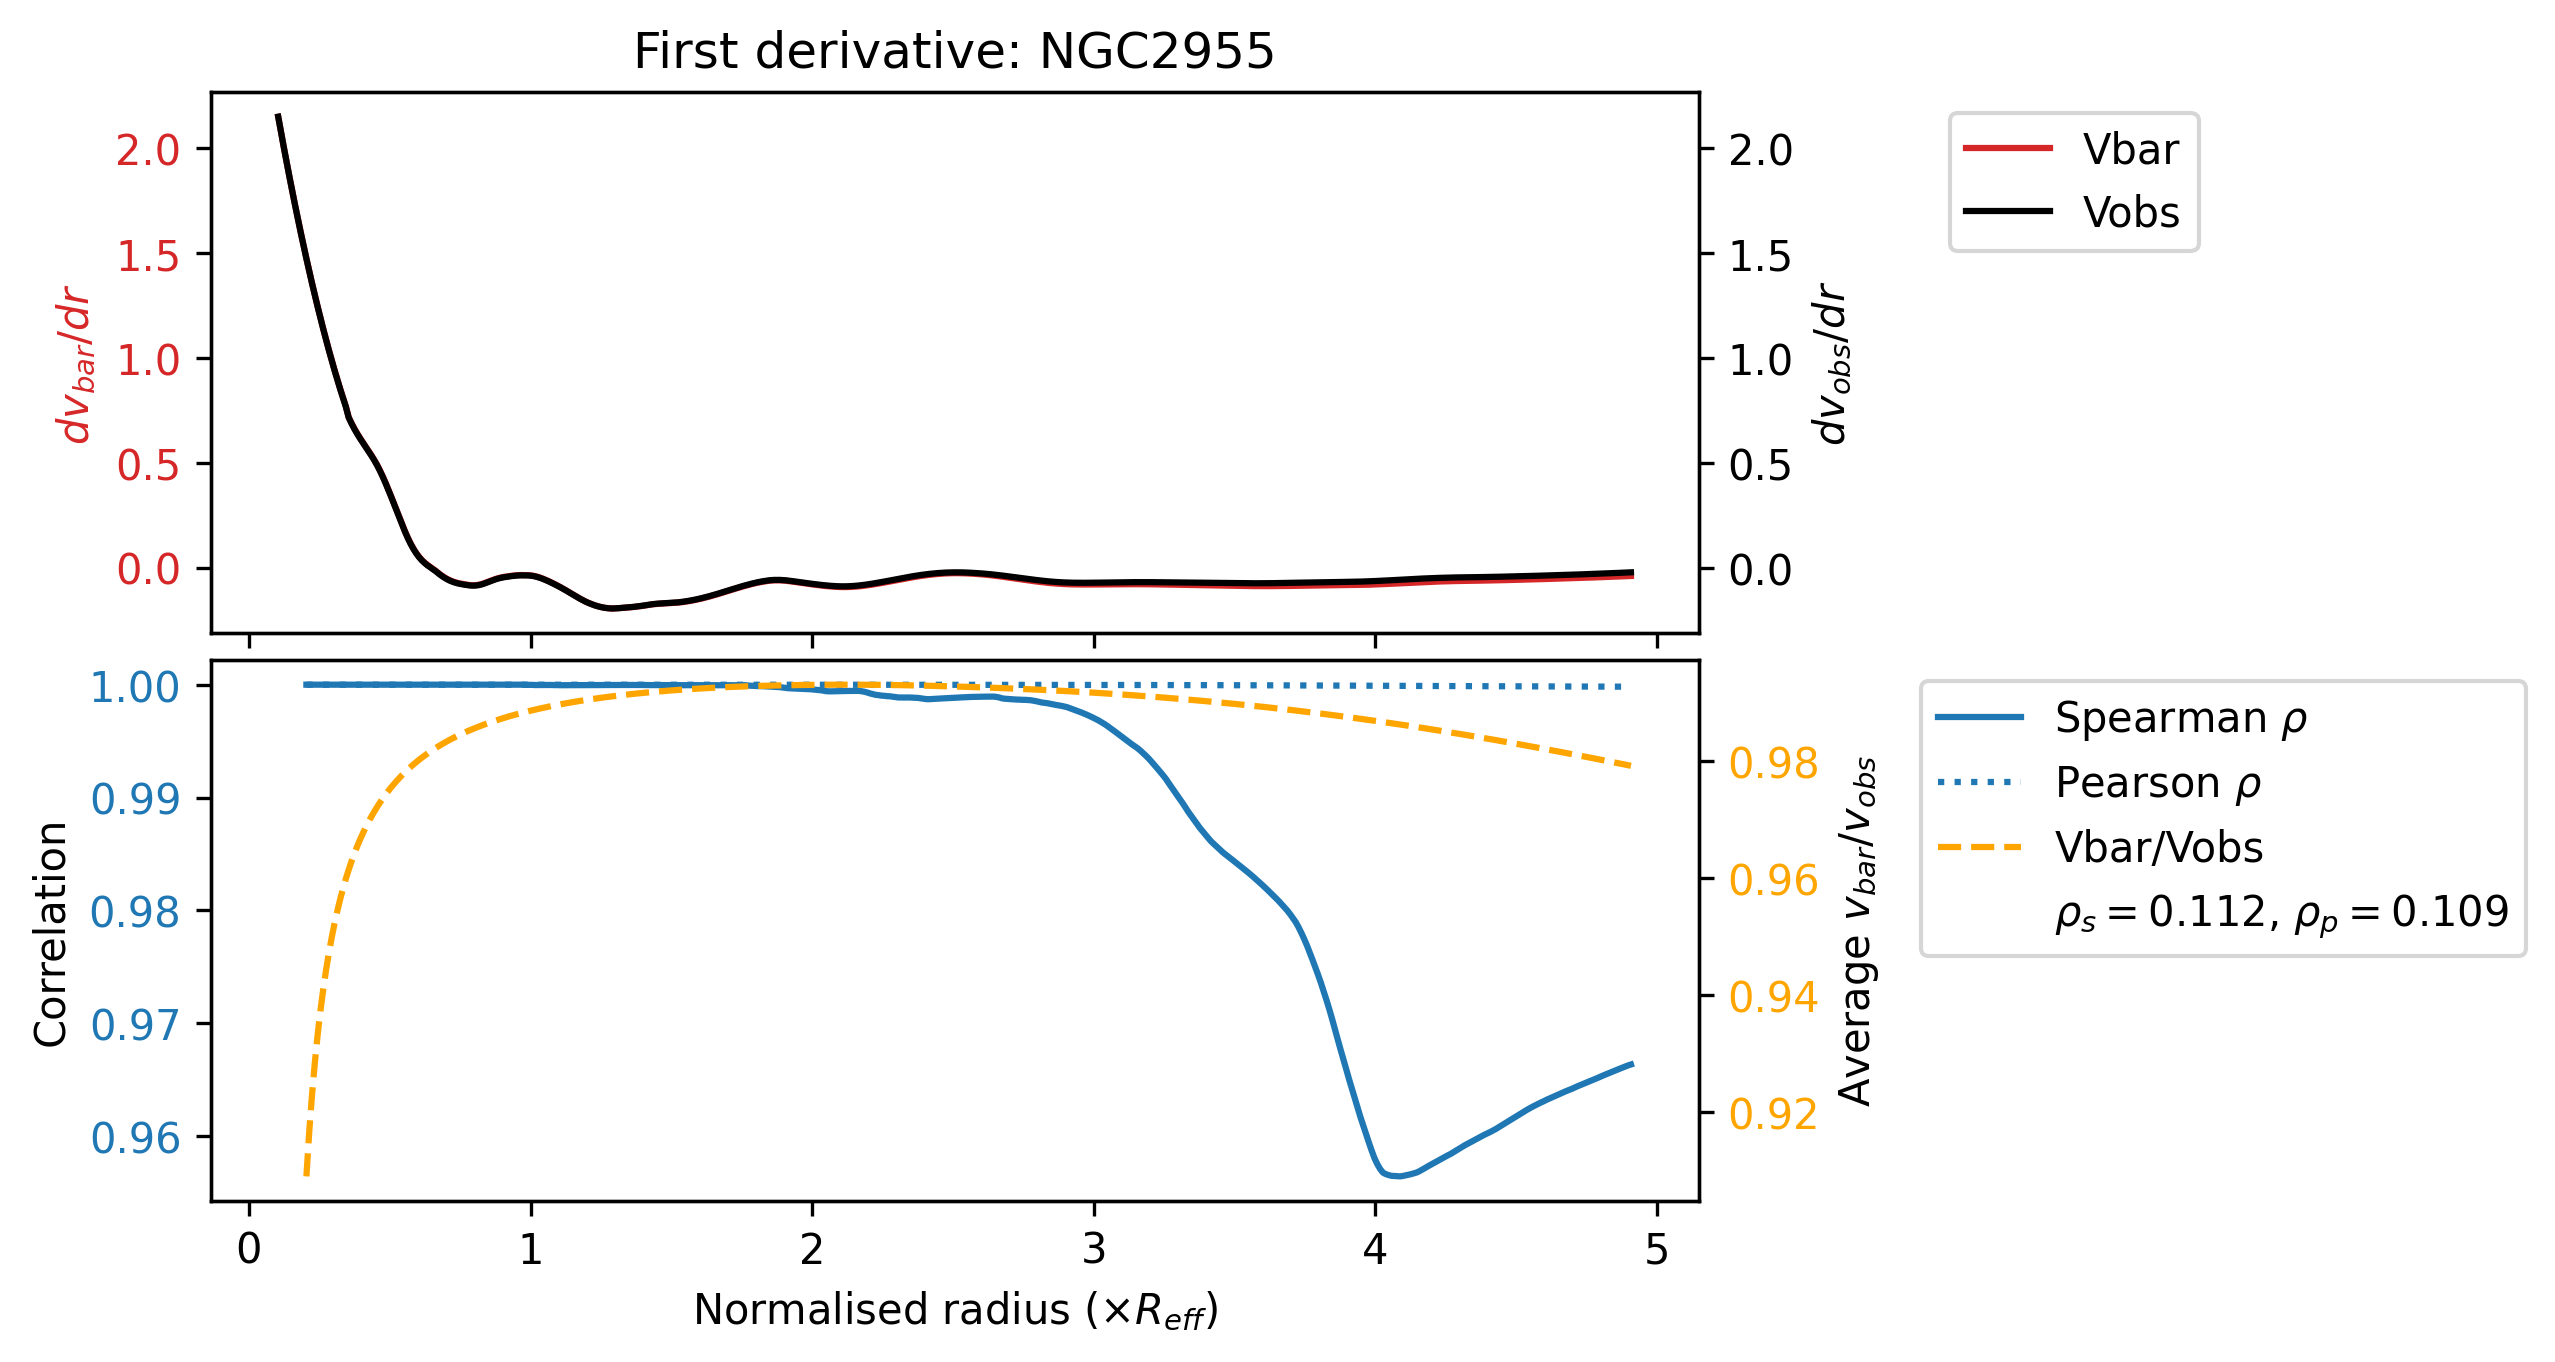 First derivative: NGC2955
2.0
1.5
1.0
0.5
0.0
dv_bar/dr
2.0
1.5
1.0
0.5
0.0
dv_obs/dr
Vbar
Vobs
1.00
0.99
0.98
0.97
0.96
Correlation
0.98
0.96
0.94
0.92
Average v_bar/v_obs
Spearman ρ
Pearson ρ
Vbar/Vobs
ρ_s = 0.112, ρ_p = 0.109
0 1 2 3 4 5
Normalised radius (×R_eff)